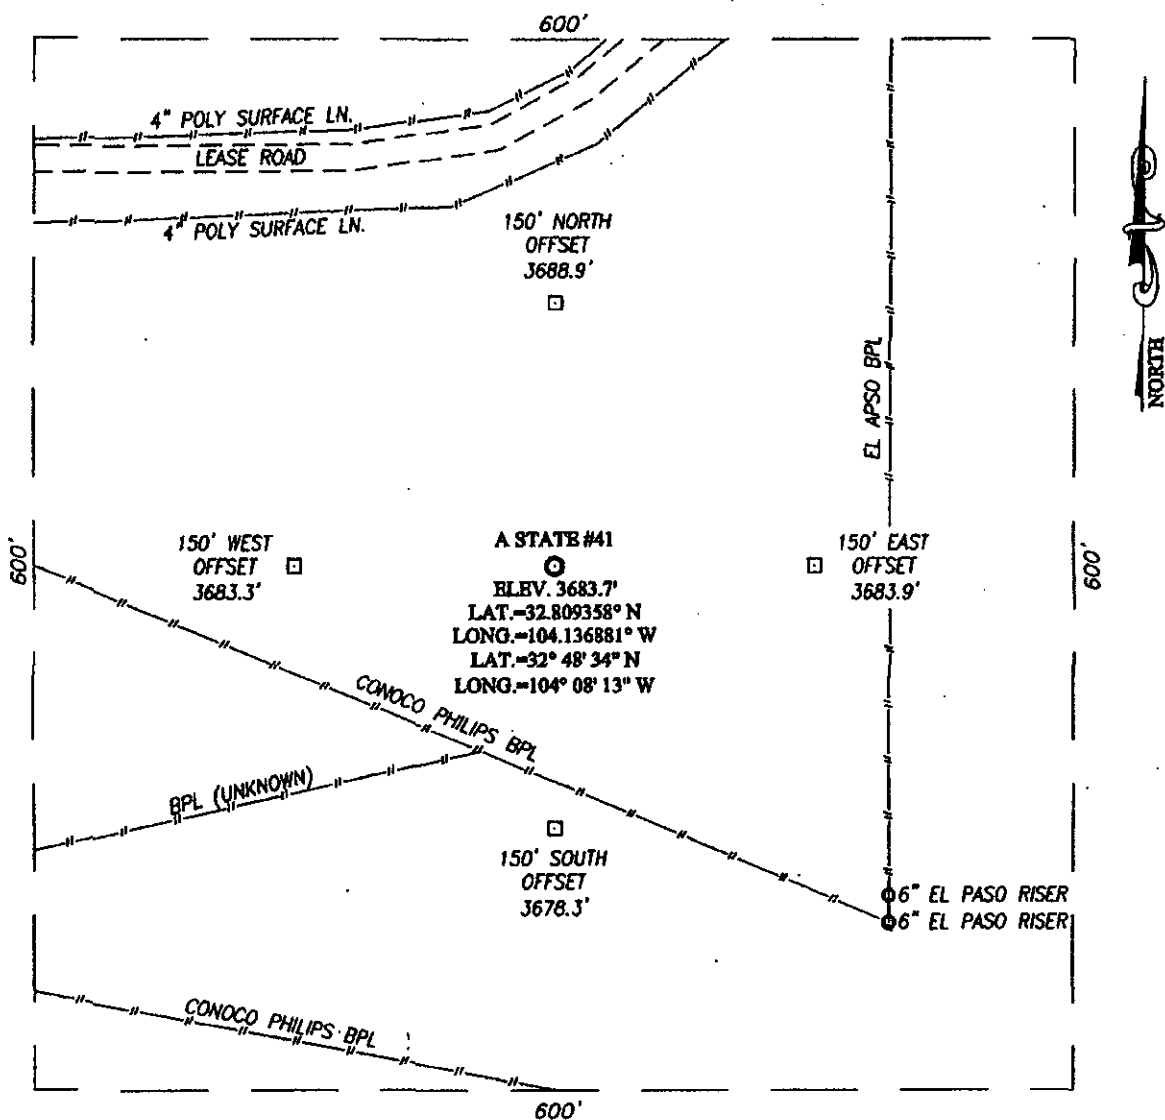 600'
4" POLY SURFACE LN.
LEASE ROAD
4" POLY SURFACE LN.
150' NORTH
OFFSET
3688.9'
NORTH
EL APSO BPL
600'
150' WEST
OFFSET
3683.3'
A STATE #41
ELEV. 3683.7'
LAT.=32.809358° N
LONG.=104.136881° W
LAT.=32° 48' 34" N
LONG.=104° 08' 13" W
150' EAST
OFFSET
3683.9'
600'
CONOCO PHILIPS BPL
BPL (UNKNOWN)
150' SOUTH
OFFSET
3678.3'
6" EL PASO RISER
6" EL PASO RISER
CONOCO PHILIPS BPL
600'